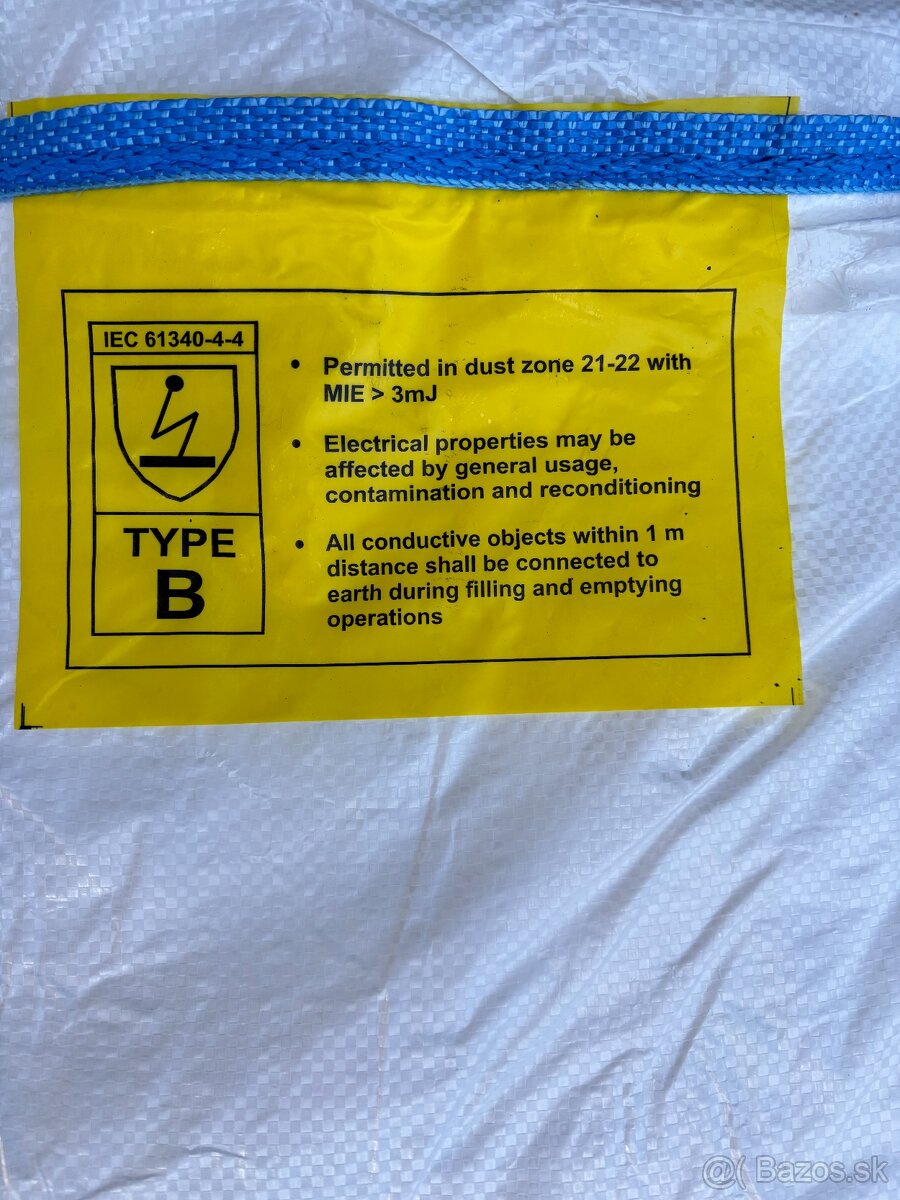 IEC 61340-4-4
TYPE
B
• Permitted in dust zone 21-22 with
MIE > 3mJ
• Electrical properties may be
affected by general usage,
contamination and reconditioning
• All conductive objects within 1 m
distance shall be connected to
earth during filling and emptying
operations
@( Bazos.sk